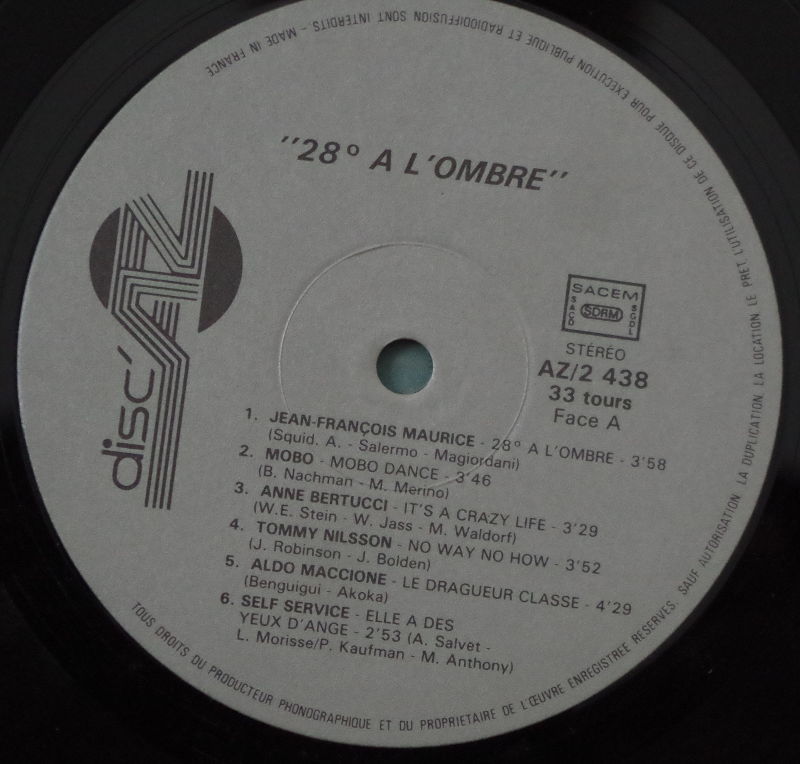 "28° A L'OMBRE"
disc' AZ
SACEM
SACD
SDRM
SGDL
STÉRÉO
AZ/2 438
33 tours
Face A
1. JEAN-FRANÇOIS MAURICE - 28° A L'OMBRE - 3'58
(Squid. A. - Salermo - Magiordani)
2. MOBO - MOBO DANCE - 3'46
(B. Nachman - M. Merino)
3. ANNE BERTUCCI - IT'S A CRAZY LIFE - 3'29
(W.E. Stein - W. Jass - M. Waldorf)
4. TOMMY NILSSON - NO WAY NO HOW - 3'52
(J. Robinson - J. Bolden)
5. ALDO MACCIONE - LE DRAGUEUR CLASSE - 4'29
(Benguigui - Akoka)
6. SELF SERVICE - ELLE A DES
YEUX D'ANGE - 2'53 (A. Salvet -
L. Morisse/P. Kaufman - M. Anthony)
TOUS DROITS DU PRODUCTEUR PHONOGRAPHIQUE ET DU PROPRIETAIRE DE L'ŒUVRE ENREGISTREE RESERVES. SAUF AUTORISATION LA DUPLICATION, LA LOCATION LE PRET, L'UTILISATION DE CE DISQUE POUR EXECUTION PUBLIQUE ET RADIODIFFUSION SONT INTERDITS. - MADE IN FRANCE